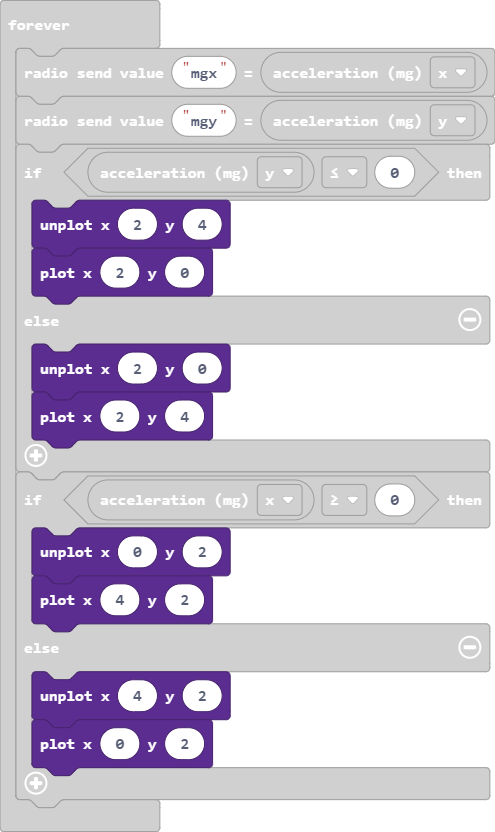 forever
radio send value "mgx" = acceleration (mg) x
radio send value "mgy" = acceleration (mg) y
if acceleration (mg) y ≤ 0 then
unplot x 2 y 4
plot x 2 y 0
else
unplot x 2 y 0
plot x 2 y 4
if acceleration (mg) x ≥ 0 then
unplot x 0 y 2
plot x 4 y 2
else
unplot x 4 y 2
plot x 0 y 2